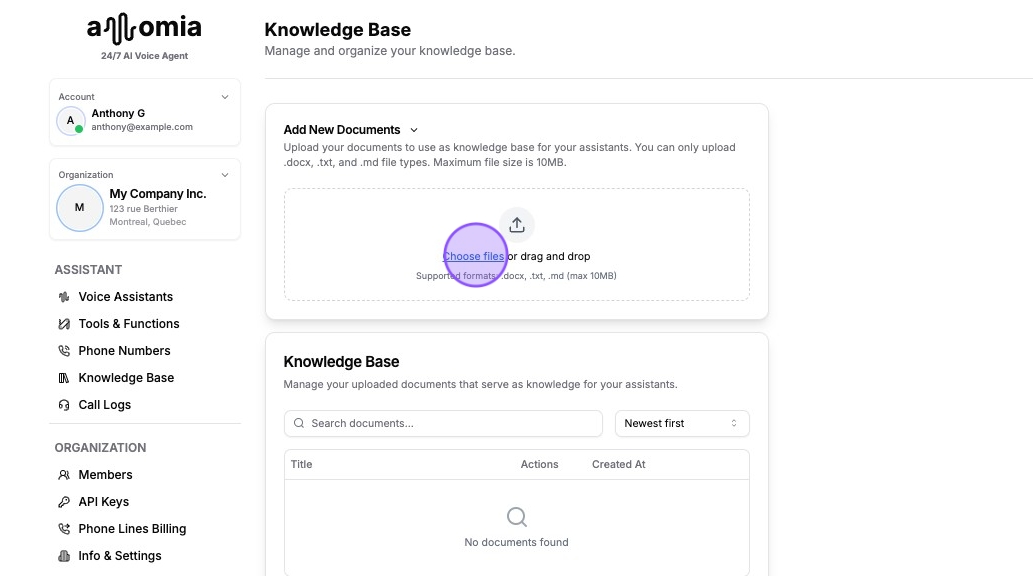 allomia
24/7 AI Voice Agent
Account
A
Anthony G
anthony@example.com
Organization
M
My Company Inc.
123 rue Berthier
Montreal, Quebec
ASSISTANT
Voice Assistants
Tools & Functions
Phone Numbers
Knowledge Base
Call Logs
ORGANIZATION
Members
API Keys
Phone Lines Billing
Info & Settings
Knowledge Base
Manage and organize your knowledge base.
Add New Documents
Upload your documents to use as knowledge base for your assistants. You can only upload
.docx, .txt, and .md file types. Maximum file size is 10MB.
Choose files or drag and drop
Supported formats: .docx, .txt, .md (max 10MB)
Knowledge Base
Manage your uploaded documents that serve as knowledge for your assistants.
Search documents...
Newest first
Title Actions Created At
No documents found